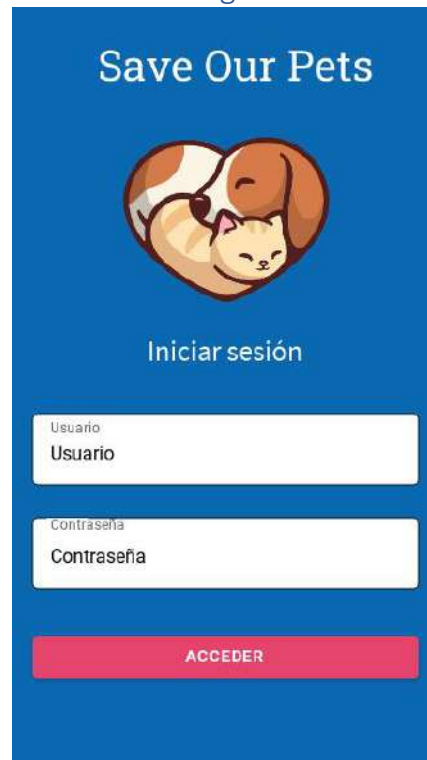 Save Our Pets
Iniciar sesión
Usuario
Usuario
Contraseña
Contraseña
ACCEDER